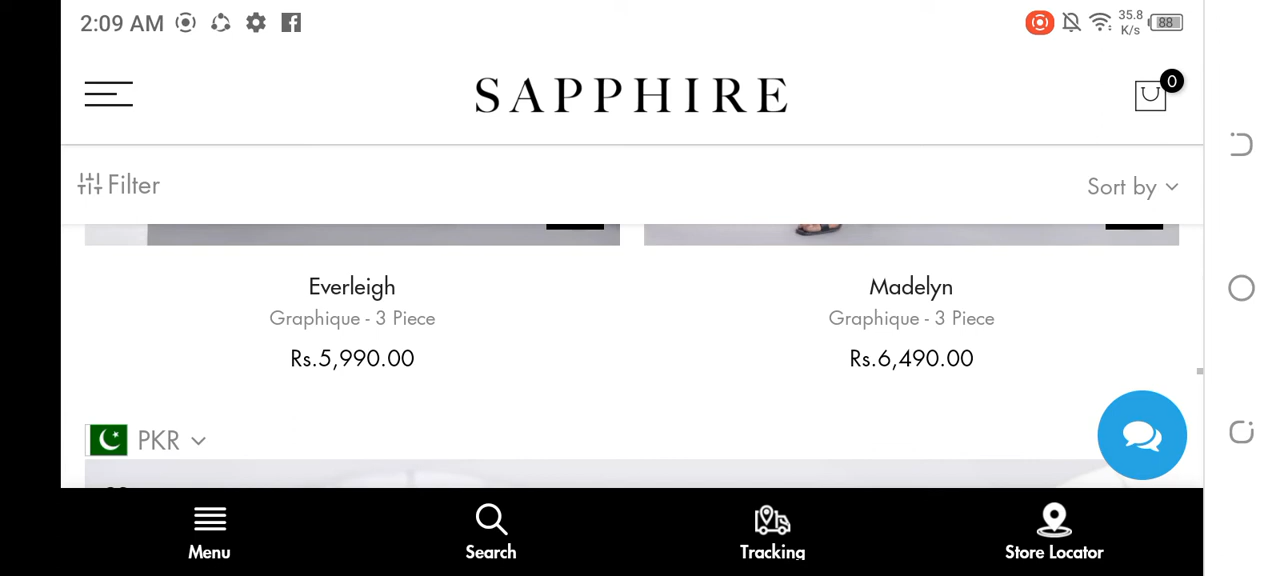 2:09 AM
35.8
K/s
88
SAPPHIRE
0
Filter
Sort by
Everleigh
Graphique - 3 Piece
Rs.5,990.00
Madelyn
Graphique - 3 Piece
Rs.6,490.00
PKR
Menu
Search
Tracking
Store Locator